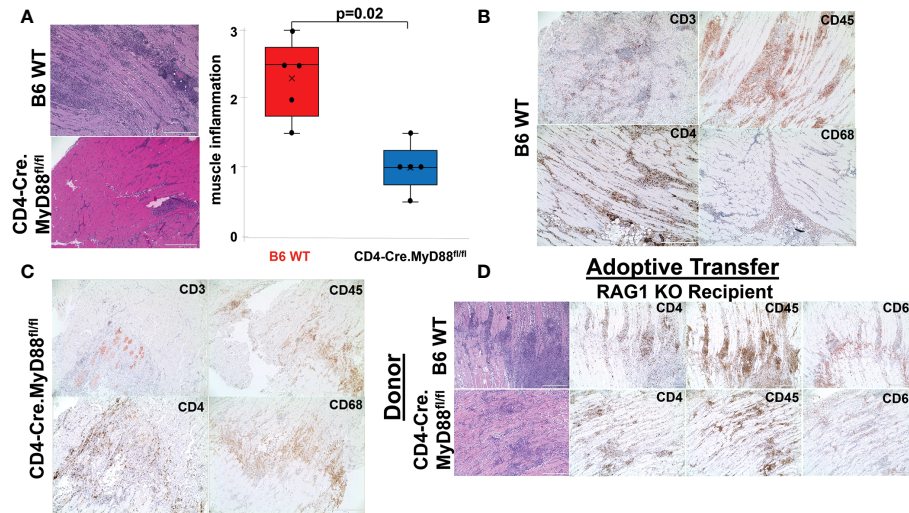 A
B6 WT
CD4-Cre.
MyD88fl/fl
muscle inflammation
3
2
1
0
p=0.02
B6 WT
CD4-Cre.MyD88fl/fl
B
B6 WT
CD3
CD45
CD4
CD68
C
CD4-Cre.MyD88fl/fl
CD3
CD45
CD4
CD68
D
Adoptive Transfer
RAG1 KO Recipient
Donor
B6 WT
CD4
CD45
CD6
CD4-Cre.
MyD88fl/fl
CD4
CD45
CD6